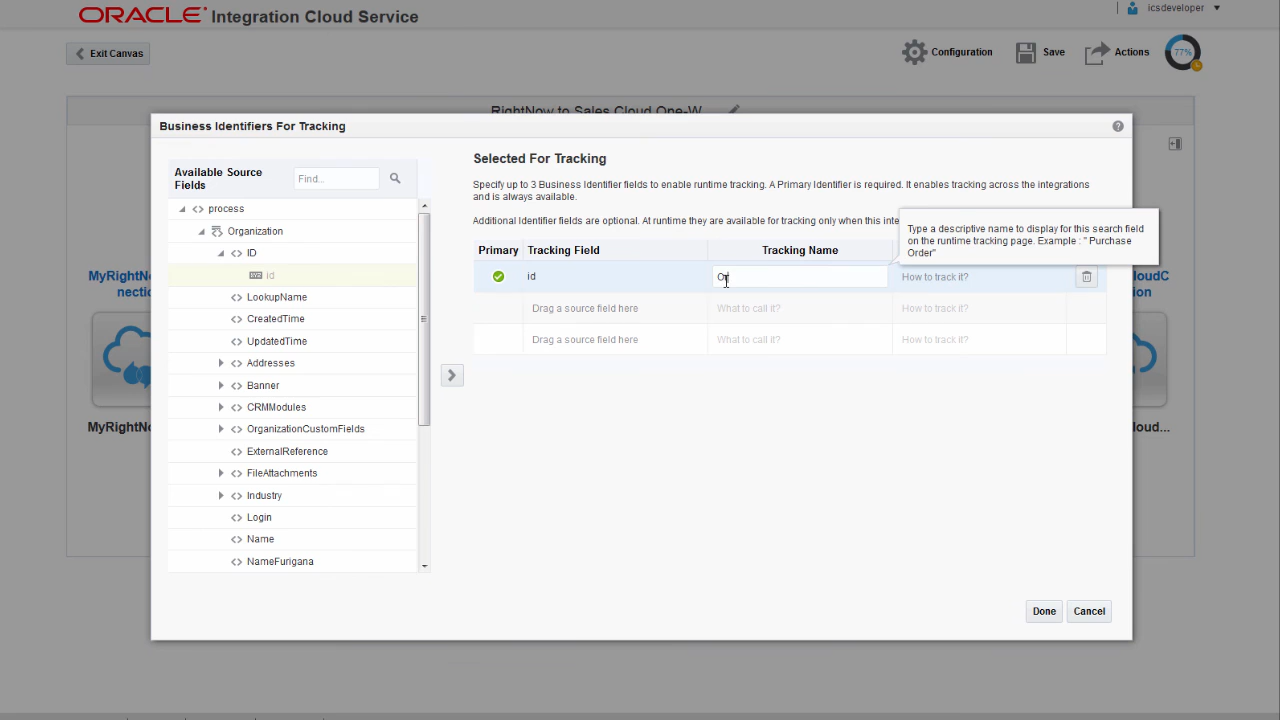 ORACLE® Integration Cloud Service
icsdeveloper
Exit Canvas
Configuration
Save
Actions
77%
RightNow to Sales Cloud One-W
Business Identifiers For Tracking
Available Source
Fields
Find...
process
Organization
ID
id
LookupName
CreatedTime
UpdatedTime
Addresses
Banner
CRMModules
OrganizationCustomFields
ExternalReference
FileAttachments
Industry
Login
Name
NameFurigana
Selected For Tracking
Specify up to 3 Business Identifier fields to enable runtime tracking. A Primary Identifier is required. It enables tracking across the integrations
and is always available.
Additional Identifier fields are optional. At runtime they are available for tracking only when this inte
Type a descriptive name to display for this search field
on the runtime tracking page. Example : " Purchase
Order"
Primary Tracking Field Tracking Name
id Or How to track it?
Drag a source field here What to call it? How to track it?
Drag a source field here What to call it? How to track it?
Done Cancel
MyRightNo
nection
MyRightN
loudC
ion
loud...